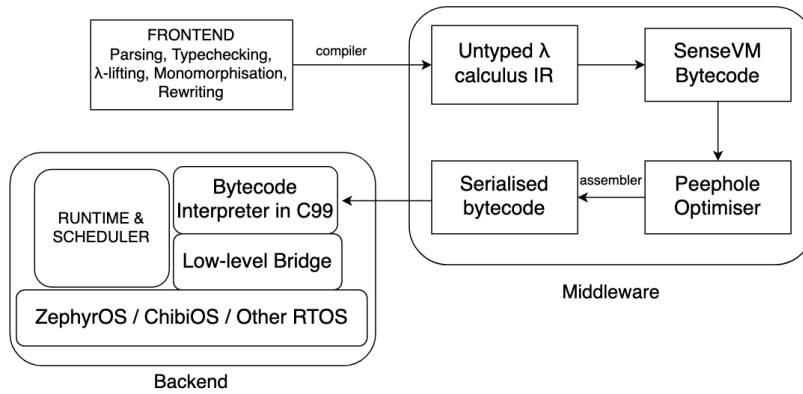 FRONTEND
Parsing, Typechecking,
λ-lifting, Monomorphisation,
Rewriting
compiler
Untyped λ
calculus IR
SenseVM
Bytecode
Peephole
Optimiser
assembler
Serialised
bytecode
Middleware
Bytecode
Interpreter in C99
RUNTIME &
SCHEDULER
Low-level Bridge
ZephyrOS / ChibiOS / Other RTOS
Backend